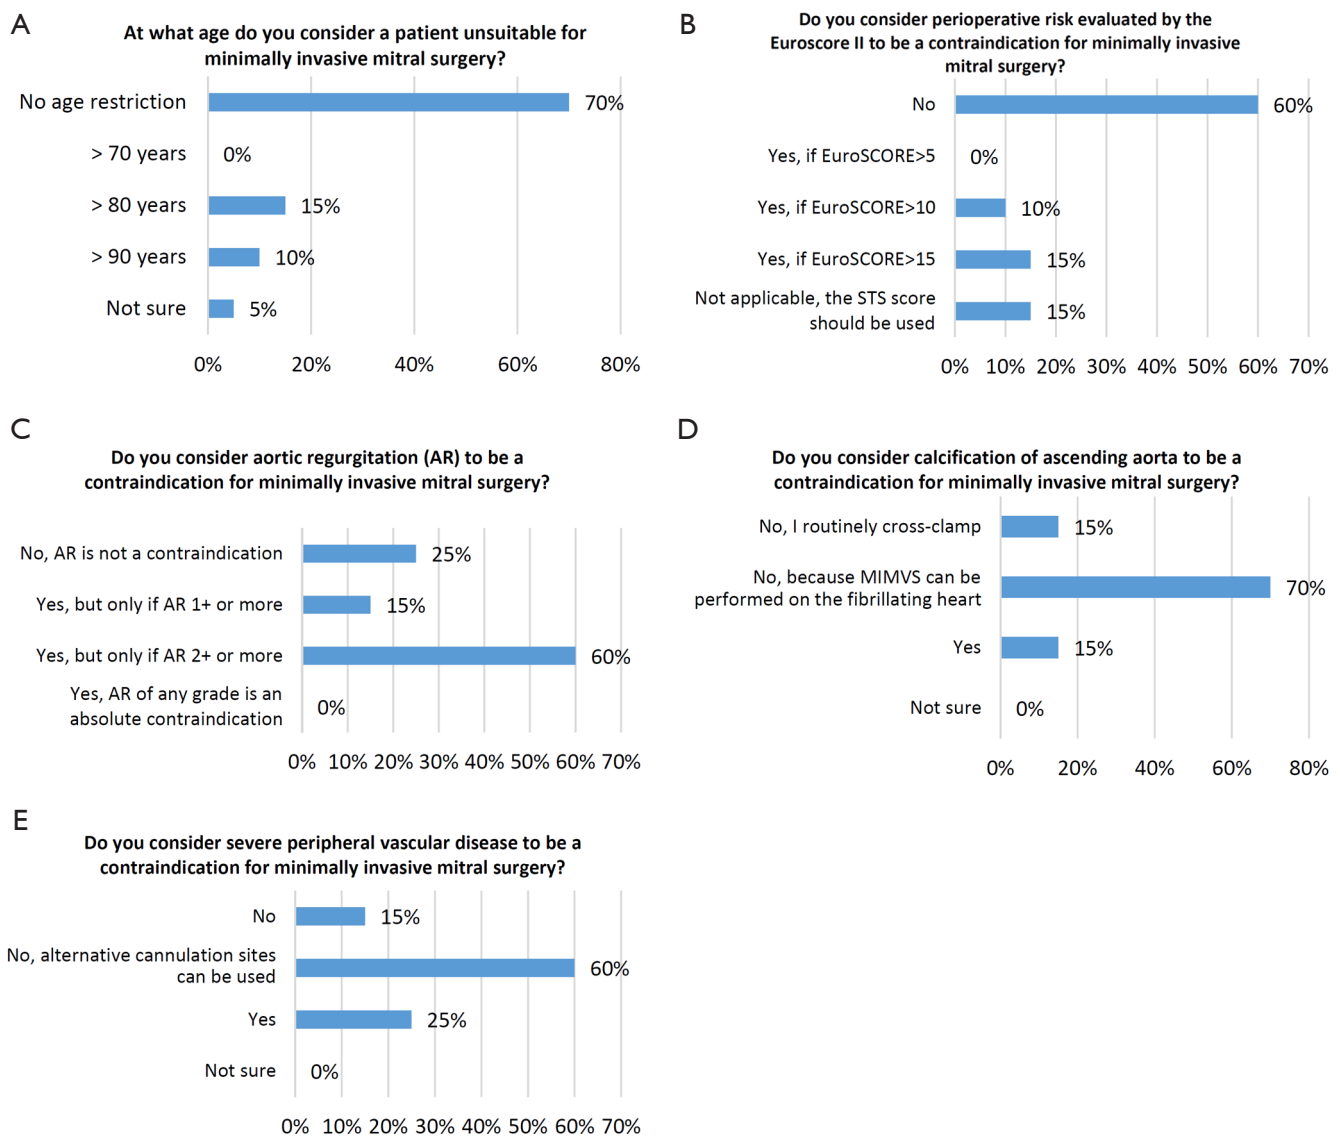 A
At what age do you consider a patient unsuitable for
minimally invasive mitral surgery?
No age restriction
70%
> 70 years
0%
> 80 years
15%
> 90 years
10%
Not sure
5%
0% 20% 40% 60% 80%
B
Do you consider perioperative risk evaluated by the
Euroscore II to be a contraindication for minimally invasive
mitral surgery?
No
60%
Yes, if EuroSCORE>5
0%
Yes, if EuroSCORE>10
10%
Yes, if EuroSCORE>15
15%
Not applicable, the STS score
should be used
15%
0% 10% 20% 30% 40% 50% 60% 70%
C
Do you consider aortic regurgitation (AR) to be a
contraindication for minimally invasive mitral surgery?
No, AR is not a contraindication
25%
Yes, but only if AR 1+ or more
15%
Yes, but only if AR 2+ or more
60%
Yes, AR of any grade is an
absolute contraindication
0%
0% 10% 20% 30% 40% 50% 60% 70%
D
Do you consider calcification of ascending aorta to be a
contraindication for minimally invasive mitral surgery?
No, I routinely cross-clamp
15%
No, because MIMVS can be
performed on the fibrillating heart
70%
Yes
15%
Not sure
0%
0% 20% 40% 60% 80%
E
Do you consider severe peripheral vascular disease to be a
contraindication for minimally invasive mitral surgery?
No
15%
No, alternative cannulation sites
can be used
60%
Yes
25%
Not sure
0%
0% 10% 20% 30% 40% 50% 60% 70%